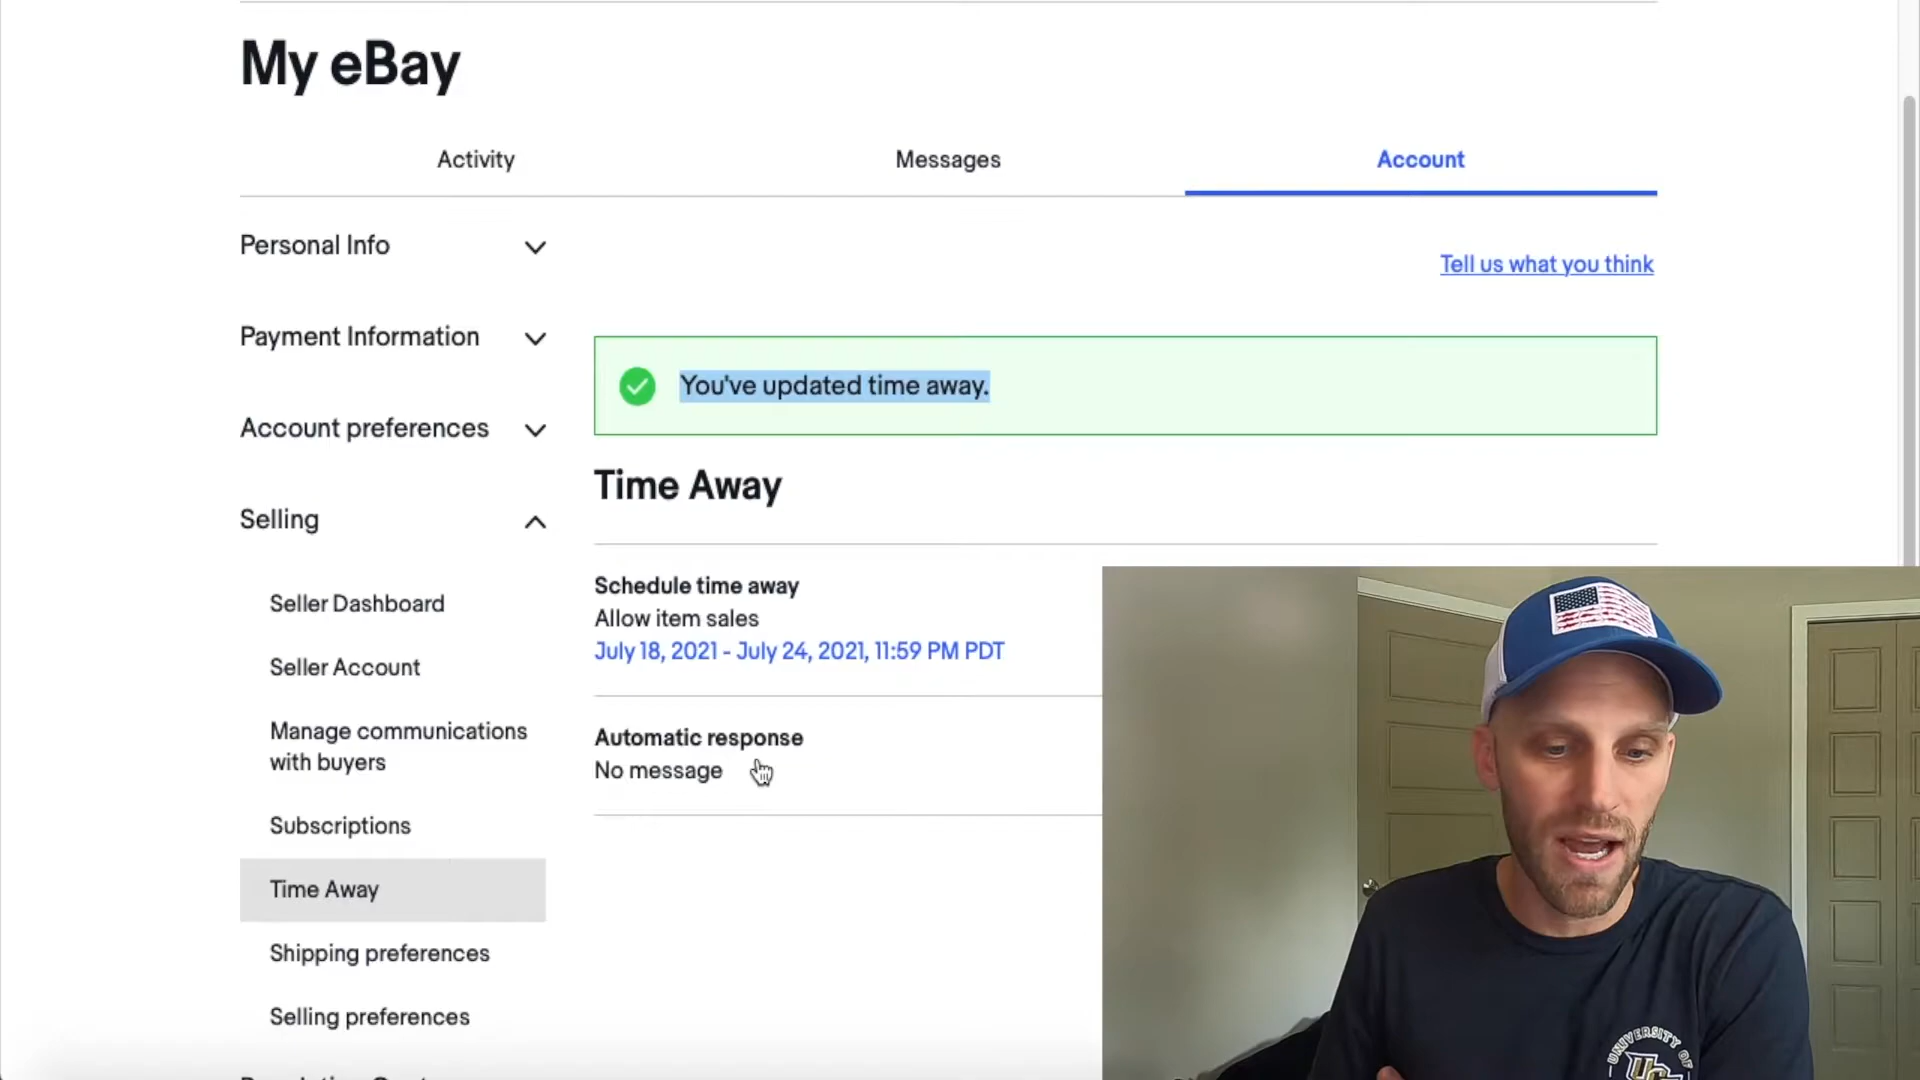 My eBay
Activity
Messages
Account
Personal Info
Tell us what you think
Payment Information
You've updated time away.
Account preferences
Time Away
Selling
Schedule time away
Allow item sales
July 18, 2021 - July 24, 2021, 11:59 PM PDT
Seller Dashboard
Seller Account
Automatic response
No message
Manage communications
with buyers
Subscriptions
Time Away
Shipping preferences
Selling preferences
UNIVERSITY OF